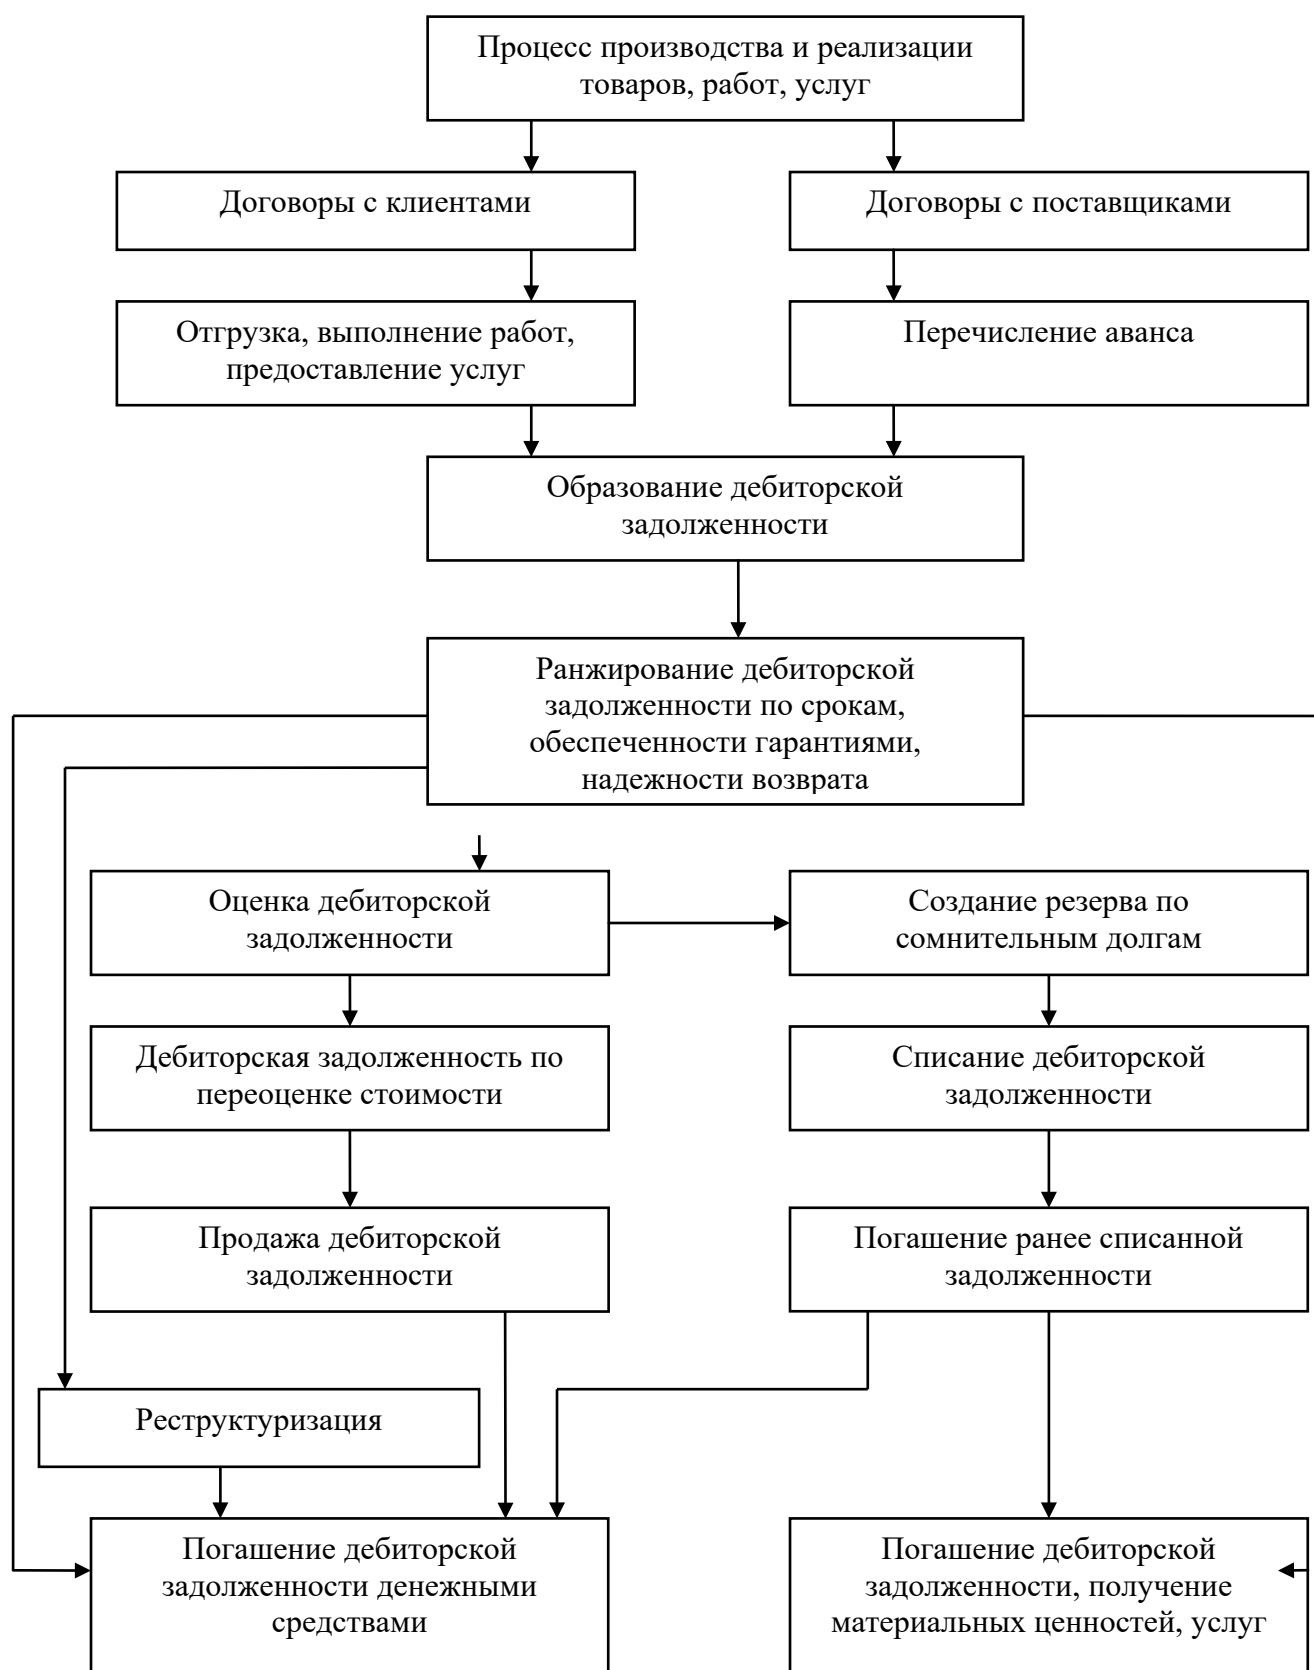 Процесс производства и реализации
товаров, работ, услуг
Договоры с клиентами
Договоры с поставщиками
Отгрузка, выполнение работ,
предоставление услуг
Перечисление аванса
Образование дебиторской
задолженности
Ранжирование дебиторской
задолженности по срокам,
обеспеченности гарантиями,
надежности возврата
Оценка дебиторской
задолженности
Создание резерва по
сомнительным долгам
Дебиторская задолженность по
переоценке стоимости
Списание дебиторской
задолженности
Продажа дебиторской
задолженности
Погашение ранее списанной
задолженности
Реструктуризация
Погашение дебиторской
задолженности денежными
средствами
Погашение дебиторской
задолженности, получение
материальных ценностей, услуг